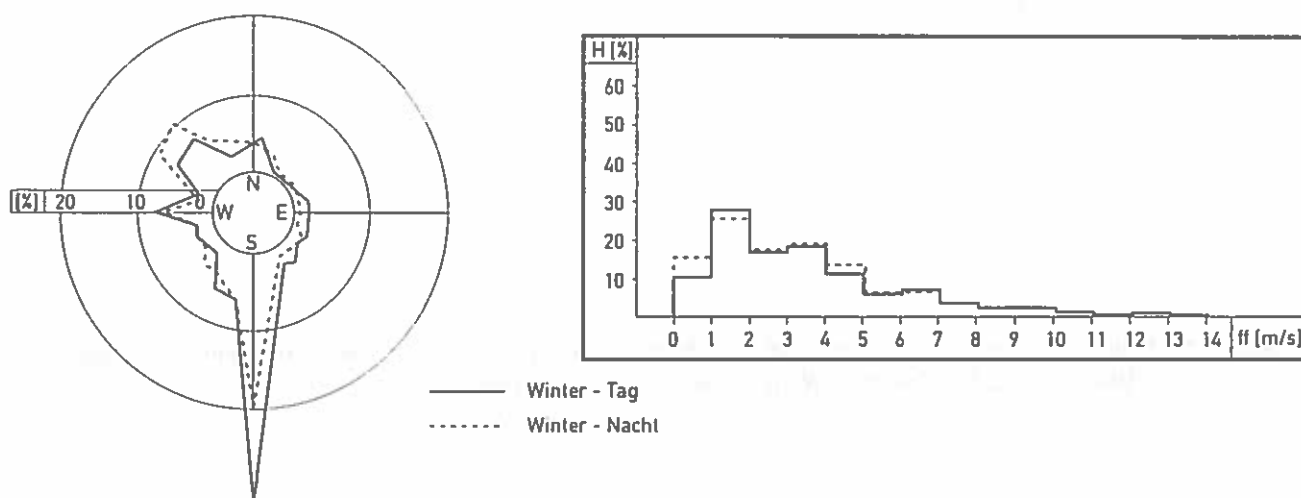 N
[%] 20 10 0 W E
S
H [%]
60
50
40
30
20
10
0 1 2 3 4 5 6 7 8 9 10 11 12 13 14 ff [m/s]
Winter - Tag
Winter - Nacht